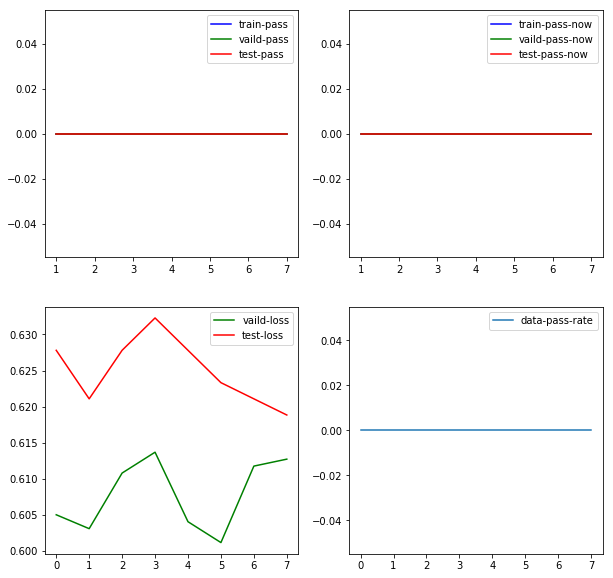 train-pass
vaild-pass
test-pass
0.04
0.02
0.00
−0.02
−0.04
1 2 3 4 5 6 7
train-pass-now
vaild-pass-now
test-pass-now
0.04
0.02
0.00
−0.02
−0.04
1 2 3 4 5 6 7
vaild-loss
test-loss
0.630
0.625
0.620
0.615
0.610
0.605
0.600
0 1 2 3 4 5 6 7
data-pass-rate
0.04
0.02
0.00
−0.02
−0.04
0 1 2 3 4 5 6 7